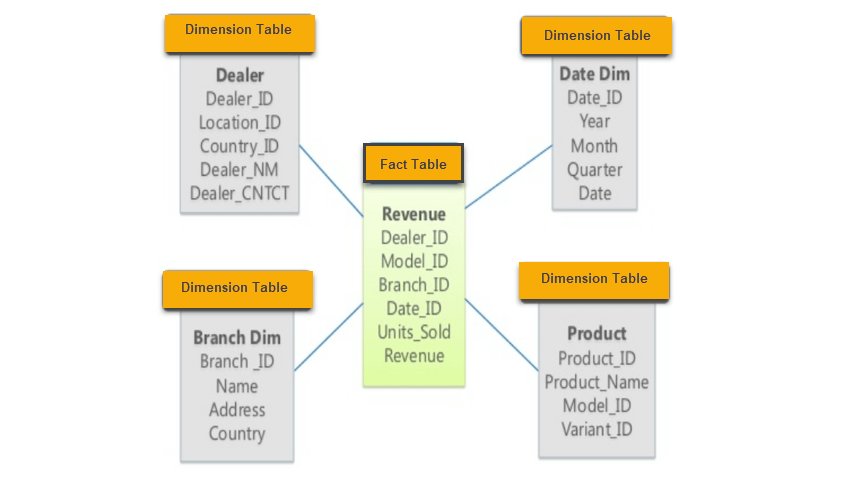 Dimension Table
Dealer
Dealer_ID
Location_ID
Country_ID
Dealer_NM
Dealer_CNTCT
Dimension Table
Date Dim
Date_ID
Year
Month
Quarter
Date
Fact Table
Revenue
Dealer_ID
Model_ID
Branch_ID
Date_ID
Units_Sold
Revenue
Dimension Table
Branch Dim
Branch _ID
Name
Address
Country
Dimension Table
Product
Product_ID
Product_Name
Model_ID
Variant_ID